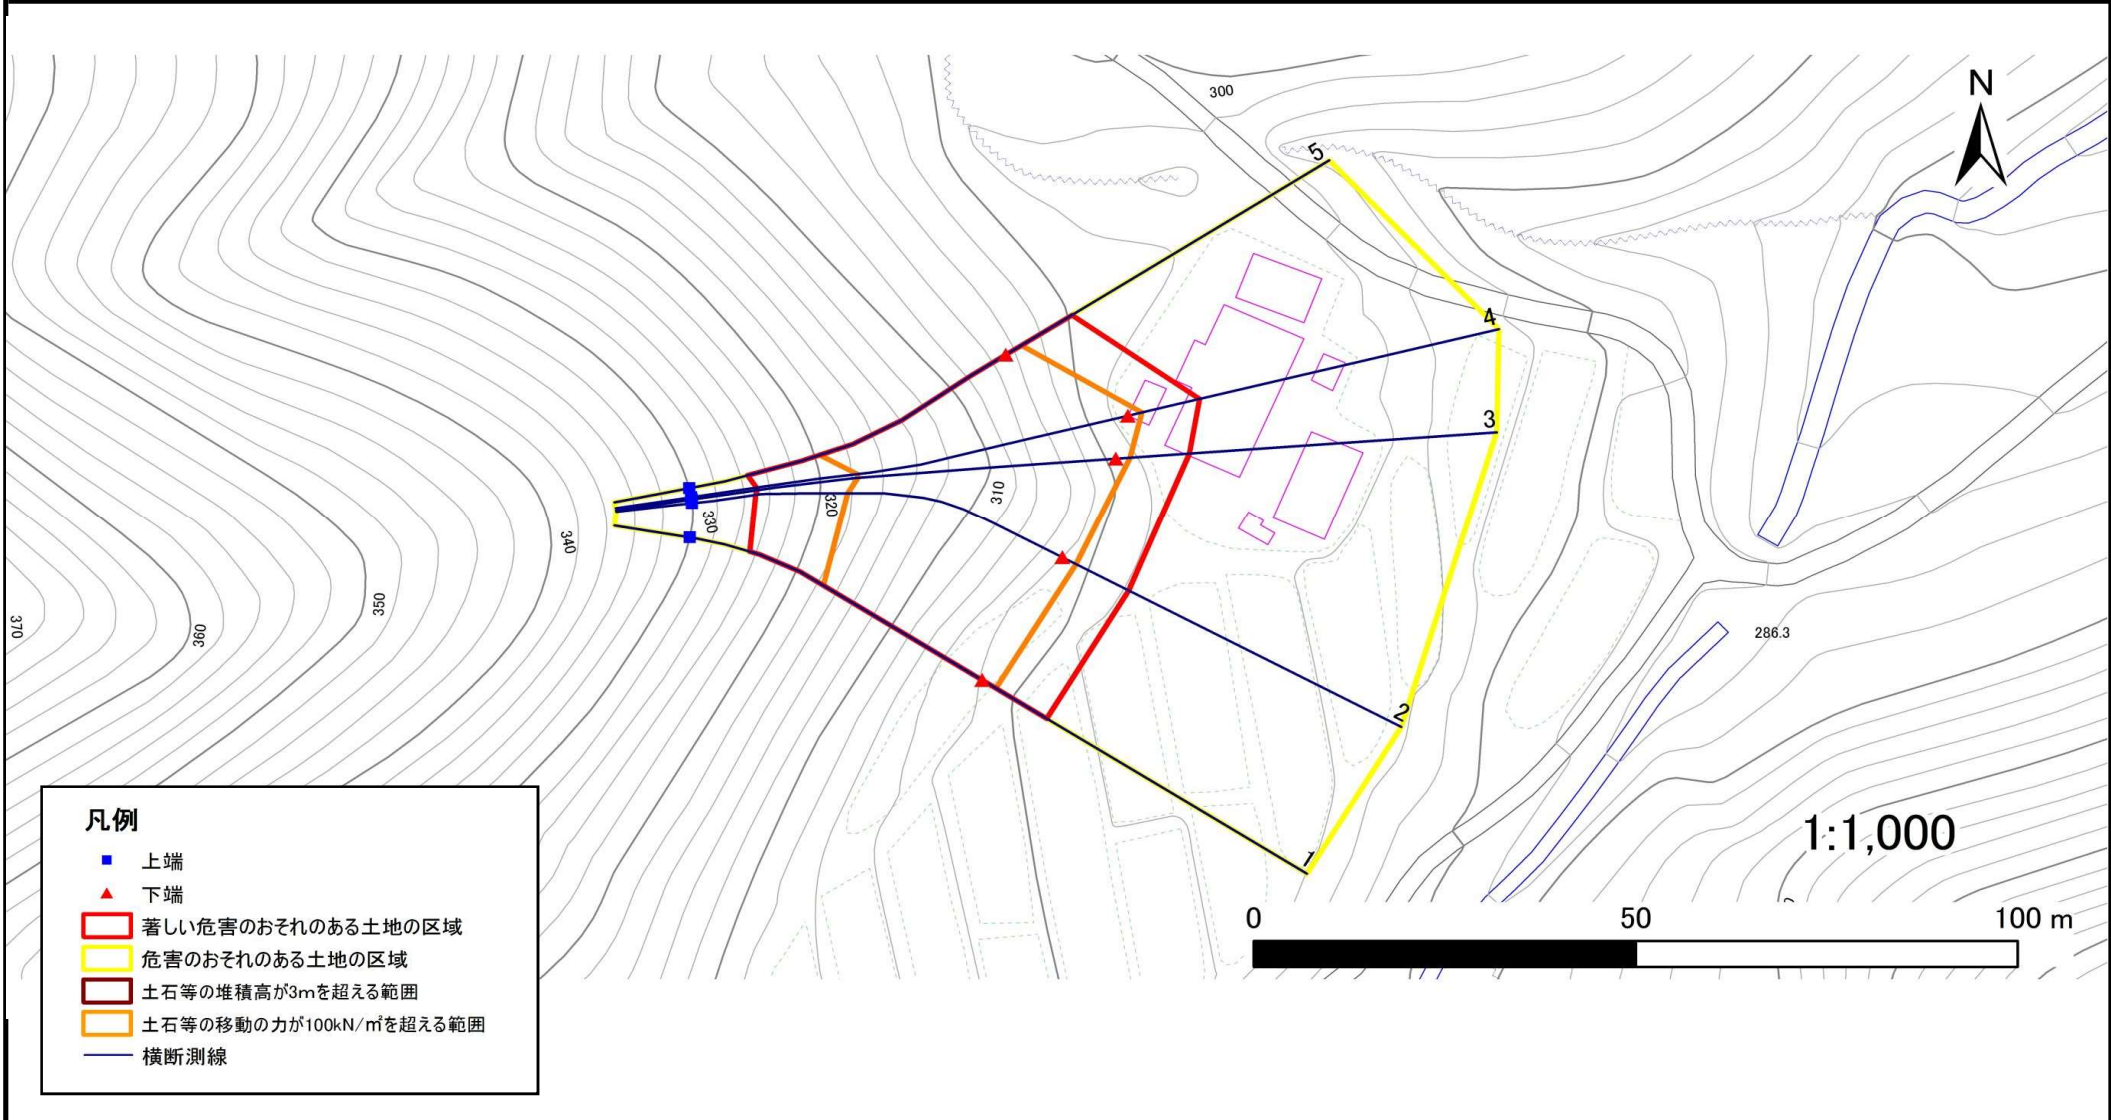 300
N
5
4
3
310
320
330
340
350
360
370
2
286.3
1
1:1,000
0 50 100 m
凡例
上端
下端
著しい危害のおそれのある土地の区域
危害のおそれのある土地の区域
土石等の堆積高が3mを超える範囲
土石等の移動の力が100kN/㎡を超える範囲
横断測線